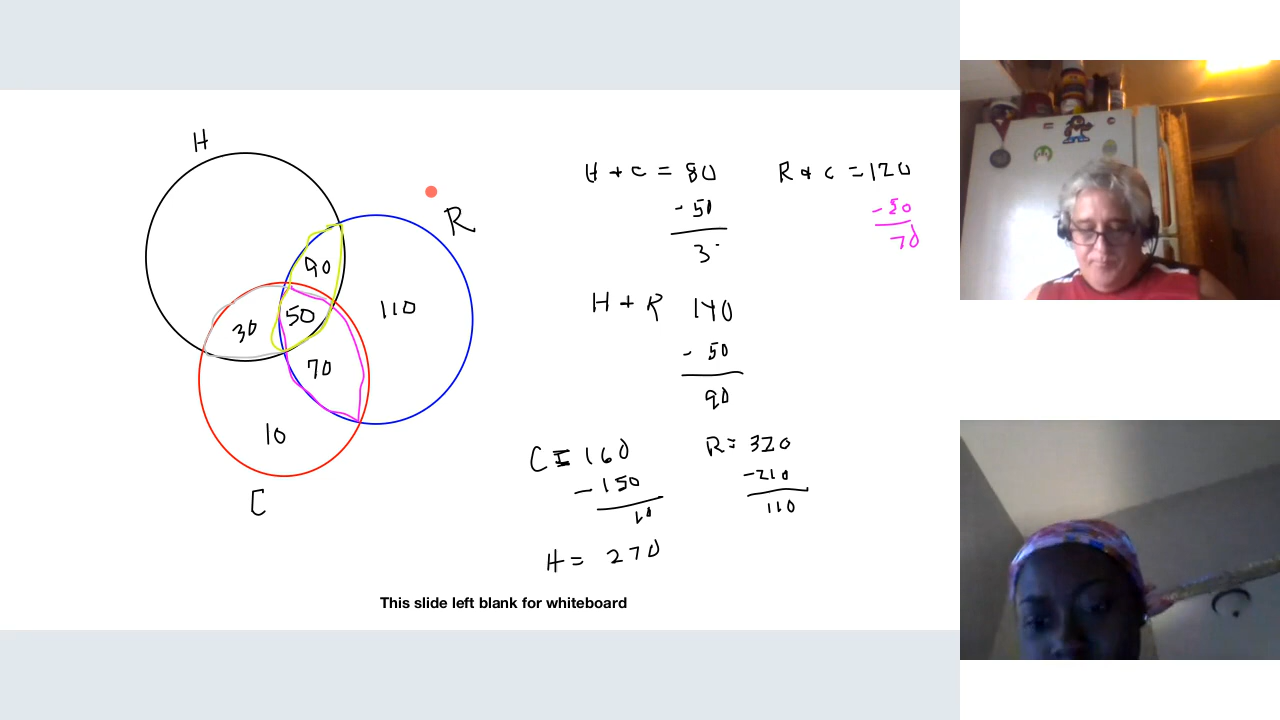 H
R
90
110
50
30
70
10
C
H + C = 80
- 50
R & C = 120
- 50
70
H + R 140
- 50
90
C = 160
- 150
10
R = 320
- 210
110
H = 270
This slide left blank for whiteboard